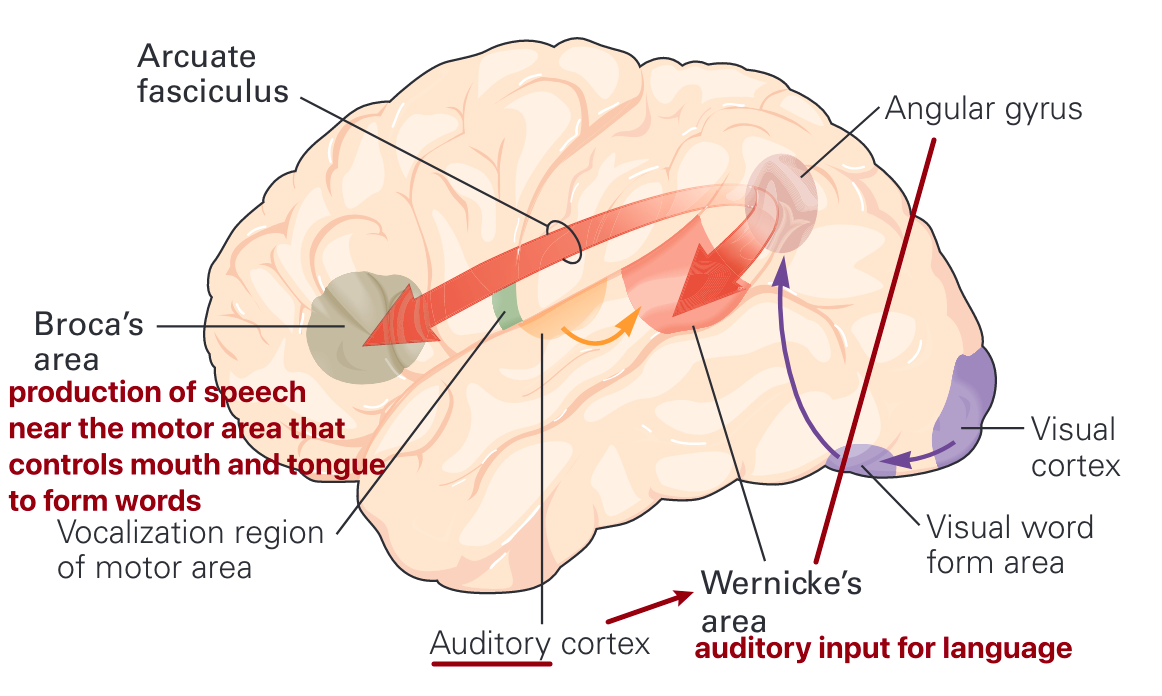 Arcuate
fasciculus
Angular gyrus
Broca's
area
production of speech
near the motor area that
controls mouth and tongue
to form words
Vocalization region
of motor area
Visual
cortex
Visual word
form area
Wernicke's
area
auditory input for language
Auditory cortex